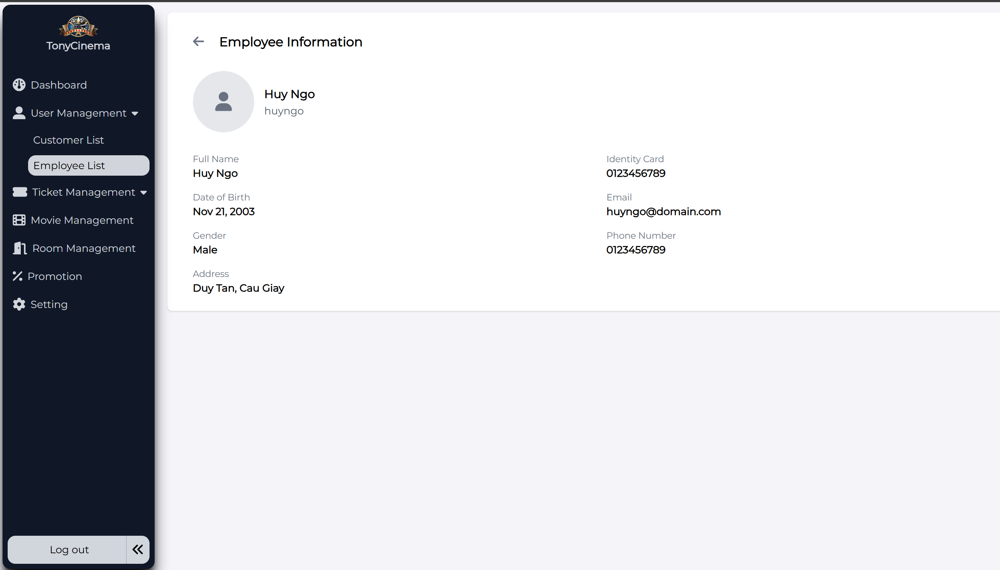 TonyCinema
Dashboard
User Management
Customer List
Employee List
Ticket Management
Movie Management
Room Management
Promotion
Setting
Log out
Employee Information
Huy Ngo
huyngo
Full Name
Huy Ngo
Identity Card
0123456789
Date of Birth
Nov 21, 2003
Email
huyngo@domain.com
Gender
Male
Phone Number
0123456789
Address
Duy Tan, Cau Giay